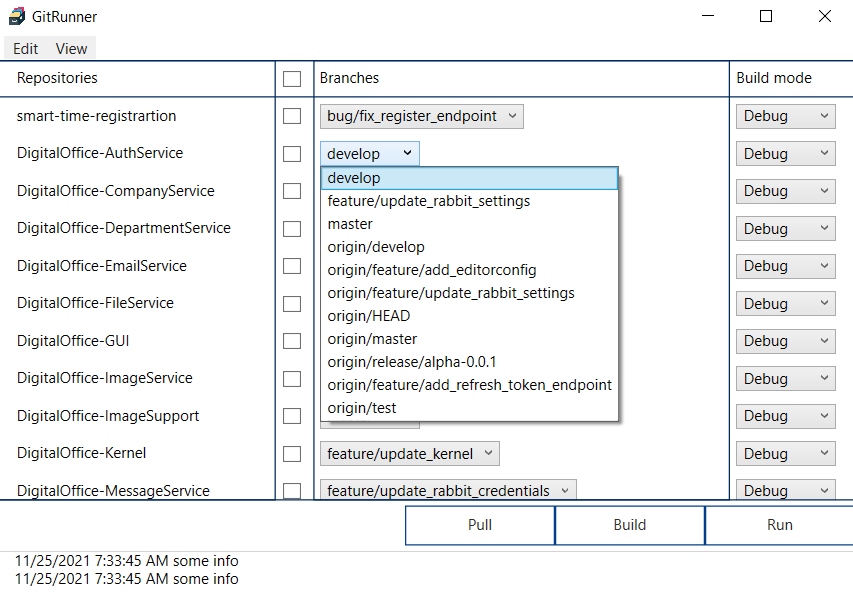 GitRunner
Edit View
Repositories Branches Build mode
smart-time-registrartion bug/fix_register_endpoint Debug
DigitalOffice-AuthService develop Debug
develop
DigitalOffice-CompanyService Debug
feature/update_rabbit_settings
master
DigitalOffice-DepartmentService Debug
origin/develop
DigitalOffice-EmailService origin/feature/add_editorconfig Debug
origin/feature/update_rabbit_settings
DigitalOffice-FileService Debug
origin/HEAD
DigitalOffice-GUI origin/master Debug
origin/release/alpha-0.0.1
DigitalOffice-ImageService origin/feature/add_refresh_token_endpoint Debug
origin/test
DigitalOffice-ImageSupport Debug
DigitalOffice-Kernel feature/update_kernel Debug
DigitalOffice-MessageService feature/update_rabbit_credentials Debug
Pull Build Run
11/25/2021 7:33:45 AM some info
11/25/2021 7:33:45 AM some info